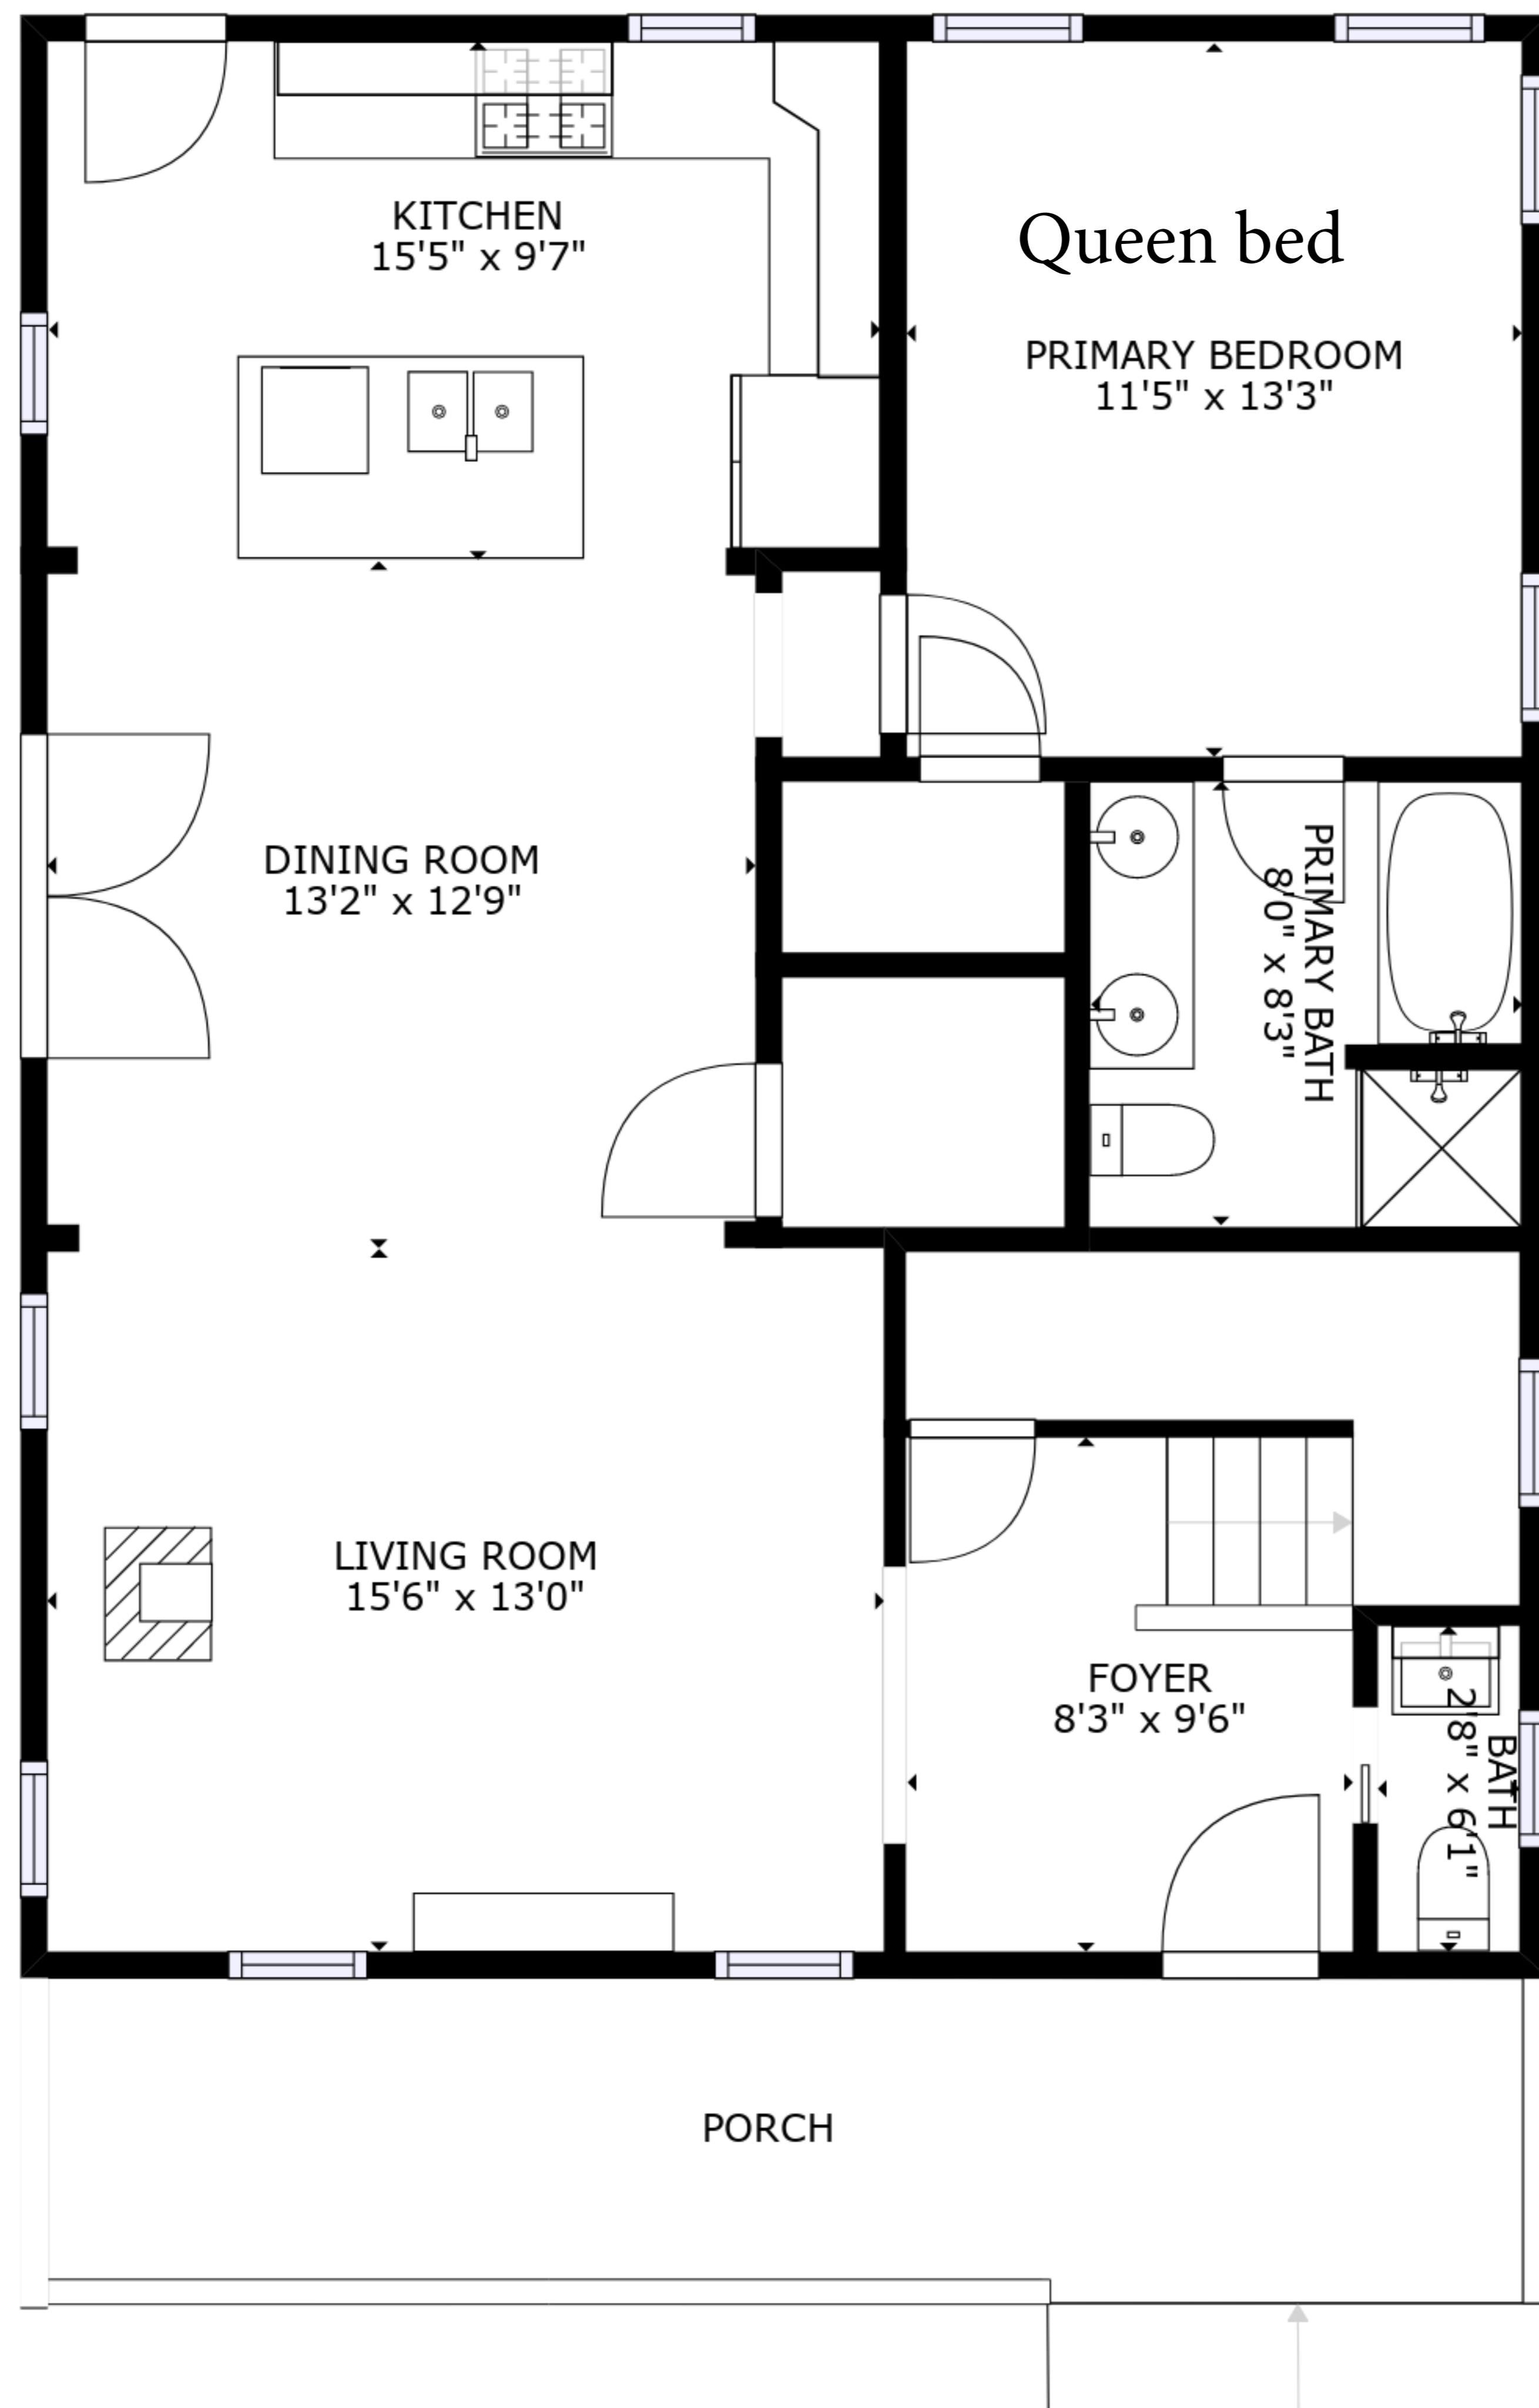 KITCHEN
15'5" x 9'7"
Queen bed
PRIMARY BEDROOM
11'5" x 13'3"
DINING ROOM
13'2" x 12'9"
PRIMARY BATH
8'0" x 8'3"
LIVING ROOM
15'6" x 13'0"
FOYER
8'3" x 9'6"
BATH
2'8" x 6'1"
PORCH